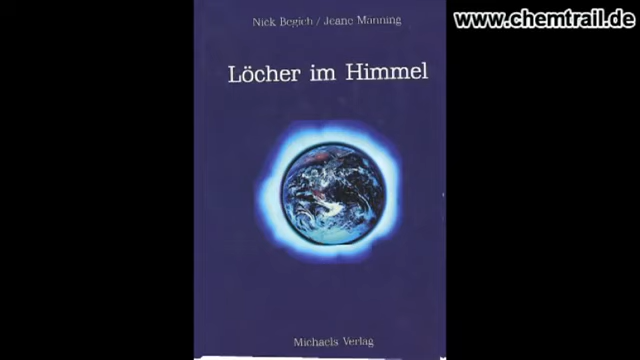 www.chemtrail.de
Nick Begich/Jeane Manning
Löcher im Himmel
Michaels Verlag